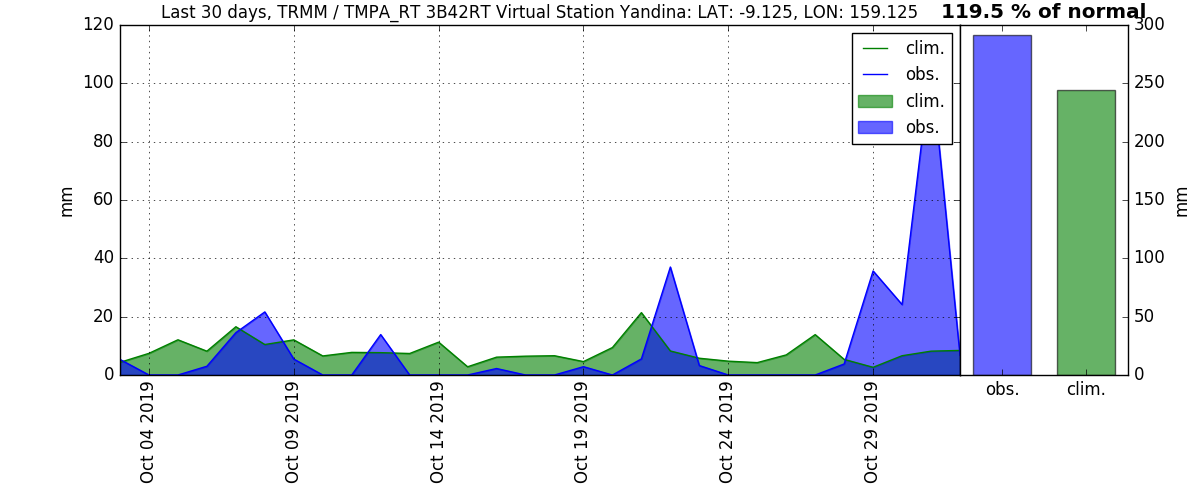 Last 30 days, TRMM / TMPA_RT 3B42RT Virtual Station Yandina: LAT: -9.125, LON: 159.125
119.5 % of normal
120
100
80
60
40
20
0
mm
clim.
obs.
clim.
obs.
300
250
200
150
100
50
0
mm
obs.
clim.
Oct 04 2019
Oct 09 2019
Oct 14 2019
Oct 19 2019
Oct 24 2019
Oct 29 2019